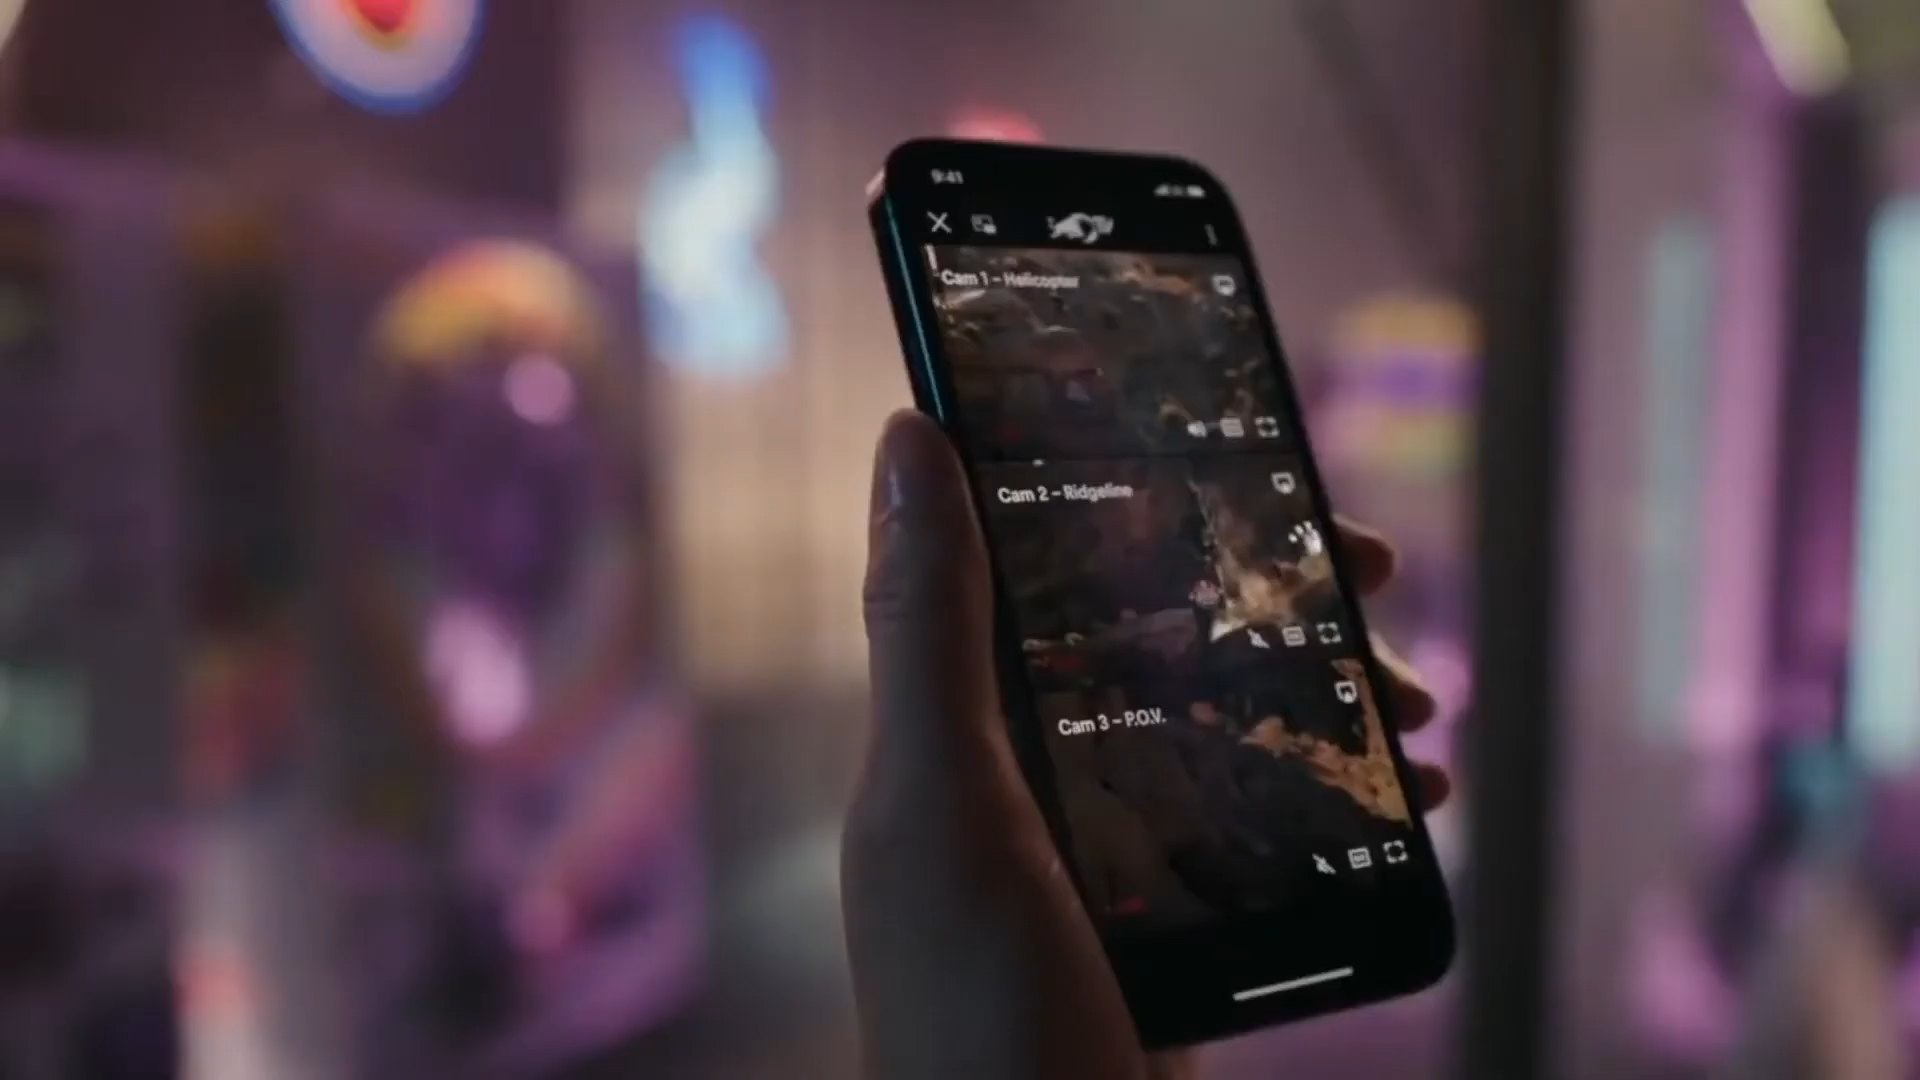 9:41
Cam 1 – Helicopter
Cam 2 – Ridgeline
Cam 3 – P.O.V.